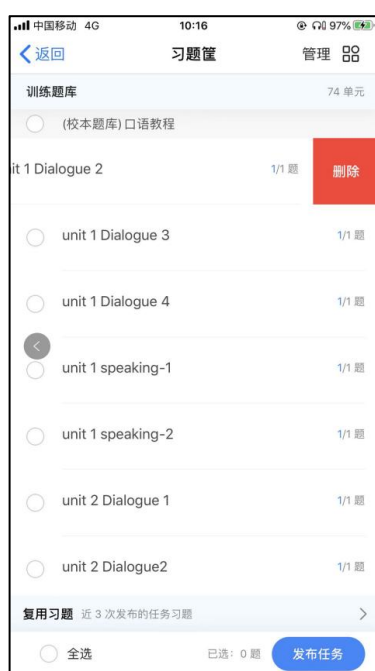 中国移动 4G 10:16 97%
返回 习题筐 管理
训练题库 74 单元
(校本题库) 口语教程
it 1 Dialogue 2 1/1 题 删除
unit 1 Dialogue 3 1/1 题
unit 1 Dialogue 4 1/1 题
unit 1 speaking-1 1/1 题
unit 1 speaking-2 1/1 题
unit 2 Dialogue 1 1/1 题
unit 2 Dialogue2 1/1 题
复用习题 近 3 次发布的任务习题
全选 已选: 0 题 发布任务